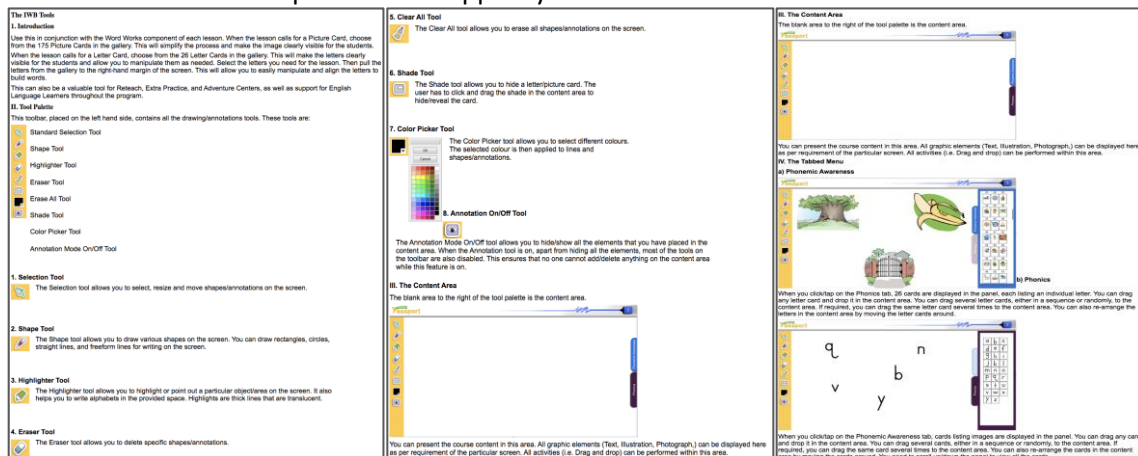 The IWB Tools
1. Introduction
Use this in conjunction with the Word Works component of each lesson. When the lesson calls for a Picture Card, choose
from the 175 Picture Cards in the gallery. This will simplify the process and make the image clearly visible for the students.
When the lesson calls for a Letter Card, choose from the 26 Letter Cards in the gallery. This will make the letters clearly
visible for the students and allow you to manipulate them as needed. Select the letters you need for the lesson. Then pull the
letters from the gallery to the right-hand margin of the screen. This will allow you to easily manipulate and align the letters to
build words.
This can also be a valuable tool for Reteach, Extra Practice, and Adventure Centers, as well as support for English
Language Learners throughout the program.
II. Tool Palette
This toolbar, placed on the left hand side, contains all the drawing/annotations tools. These tools are:
Standard Selection Tool
Shape Tool
Highlighter Tool
Eraser Tool
Erase All Tool
Shade Tool
Color Picker Tool
Annotation Mode On/Off Tool
1. Selection Tool
The Selection tool allows you to select, resize and move shapes/annotations on the screen.
2. Shape Tool
The Shape tool allows you to draw various shapes on the screen. You can draw rectangles, circles,
straight lines, and freeform lines for writing on the screen.
3. Highlighter Tool
The Highlighter tool allows you to highlight or point out a particular object/area on the screen. It also
helps you to write alphabets in the provided space. Highlights are thick lines that are translucent.
4. Eraser Tool
The Eraser tool allows you to delete specific shapes/annotations.
5. Clear All Tool
The Clear All tool allows you to erase all shapes/annotations on the screen.
6. Shade Tool
The Shade tool allows you to hide a letter/picture card. The
user has to click and drag the shade in the content area to
hide/reveal the card.
7. Color Picker Tool
The Color Picker tool allows you to select different colours.
The selected colour is then applied to lines and
shapes/annotations.
8. Annotation On/Off Tool
The Annotation Mode On/Off tool allows you to hide/show all the elements that you have placed in the
content area. When the Annotation tool is on, apart from hiding all the elements, most of the tools on
the toolbar are also disabled. This ensures that no one cannot add/delete anything on the content area
while this feature is on.
III. The Content Area
The blank area to the right of the tool palette is the content area.
Passport
You can present the course content in this area. All graphic elements (Text, Illustration, Photograph,) can be displayed here
as per requirement of the particular screen. All activities (i.e. Drag and drop) can be performed within this area.
III. The Content Area
The blank area to the right of the tool palette is the content area.
Passport
You can present the course content in this area. All graphic elements (Text, Illustration, Photograph,) can be displayed here
as per requirement of the particular screen. All activities (i.e. Drag and drop) can be performed within this area.
IV. The Tabbed Menu
a) Phonemic Awareness
Passport
b) Phonics
When you click/tap on the Phonics tab, 26 cards are displayed in the panel, each listing an individual letter. You can drag
any letter card and drop it in the content area. You can drag several letter cards, either in a sequence or randomly, to the
content area. If required, you can drag the same letter card several times to the content area. You can also re-arrange the
letters in the content area by moving the letter cards around.
Passport
q
n
b
v
y
When you click/tap on the Phonemic Awareness tab, cards listing images are displayed in the panel. You can drag any card
and drop it in the content area. You can drag several cards, either in a sequence or randomly, to the content area. If
required, you can drag the same card several times to the content area. You can also re-arrange the cards in the content